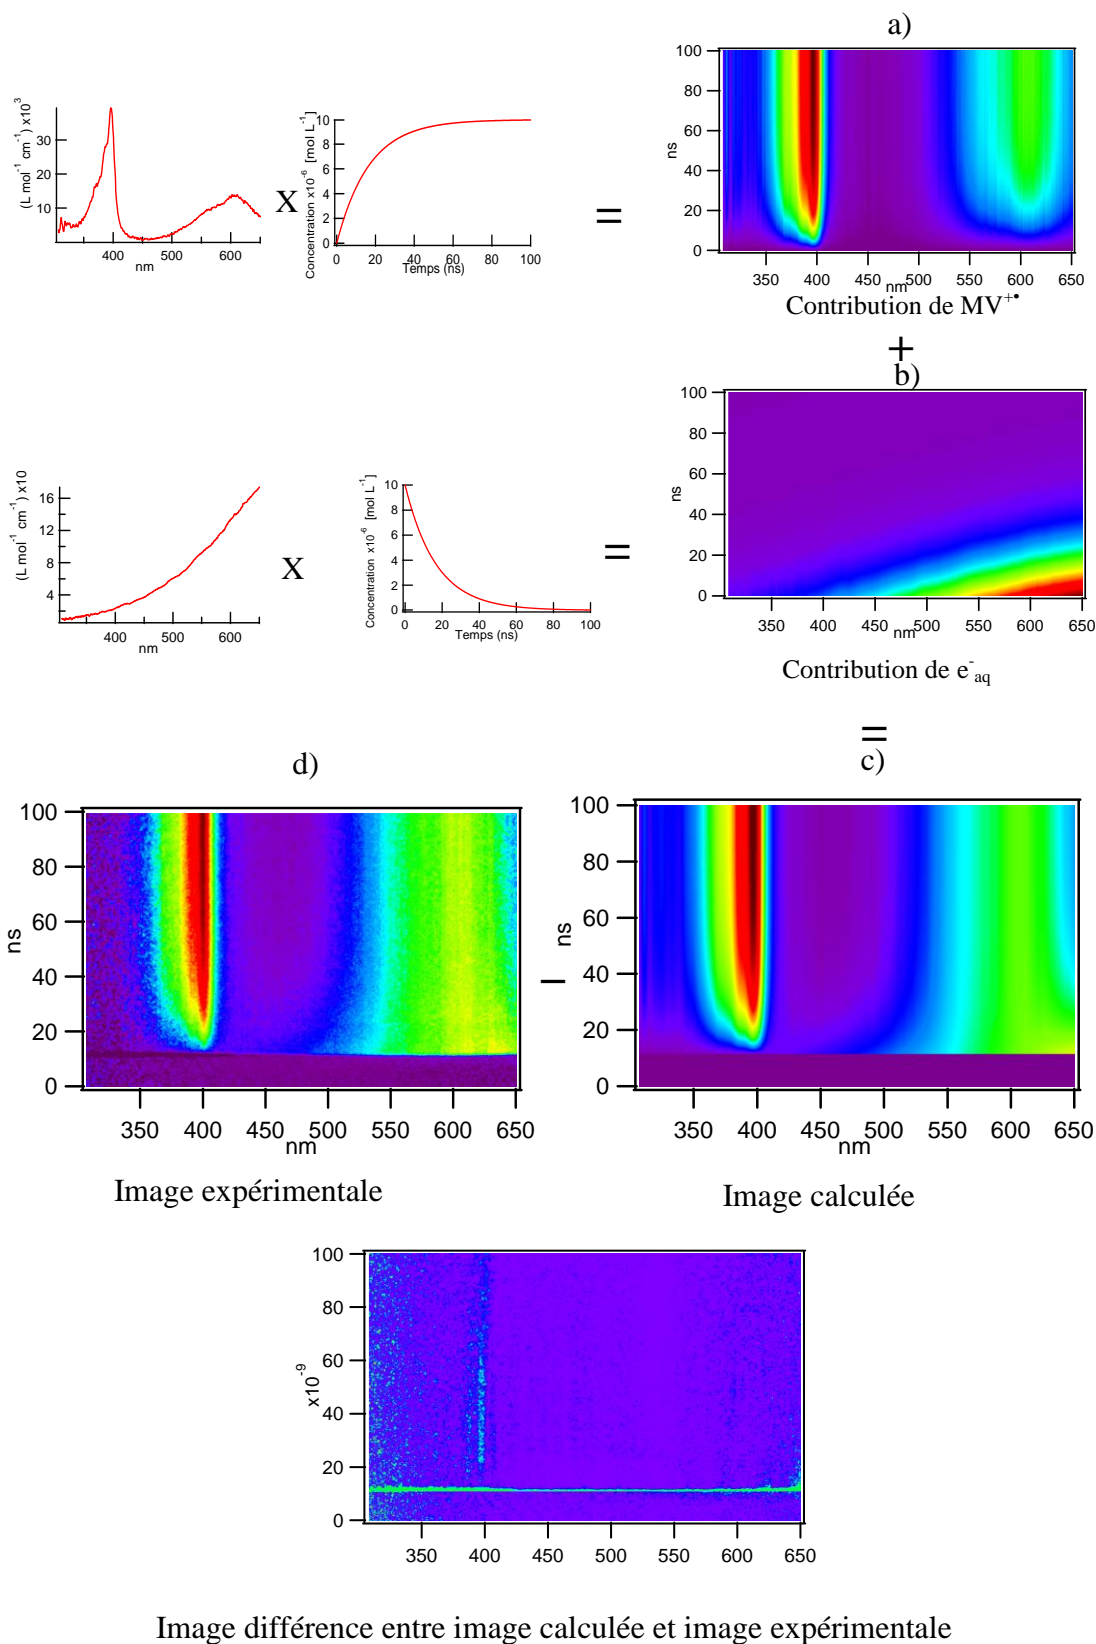 a)
(L mol-1 cm-1) x10^3
30
20
10
400 500 600
nm
X
Concentration x10^-6 [mol L^-1]
10
8
6
4
2
0
0 20 40 60 80 100
Temps (ns)
=
ns
100
80
60
40
20
0
350 400 450 500 550 600 650
nm
Contribution de MV+•
+
b)
(L mol-1 cm-1) x10
16
12
8
4
400 500 600
nm
X
Concentration x10^-6 [mol L^-1]
10
8
6
4
2
0
0 20 40 60 80 100
Temps (ns)
=
ns
100
80
60
40
20
0
350 400 450 500 550 600 650
nm
Contribution de e-aq
=
d)
c)
ns
100
80
60
40
20
0
350 400 450 500 550 600 650
nm
Image expérimentale
–
ns
100
80
60
40
20
0
350 400 450 500 550 600 650
nm
Image calculée
x10^-9
100
80
60
40
20
0
350 400 450 500 550 600 650
Image différence entre image calculée et image expérimentale